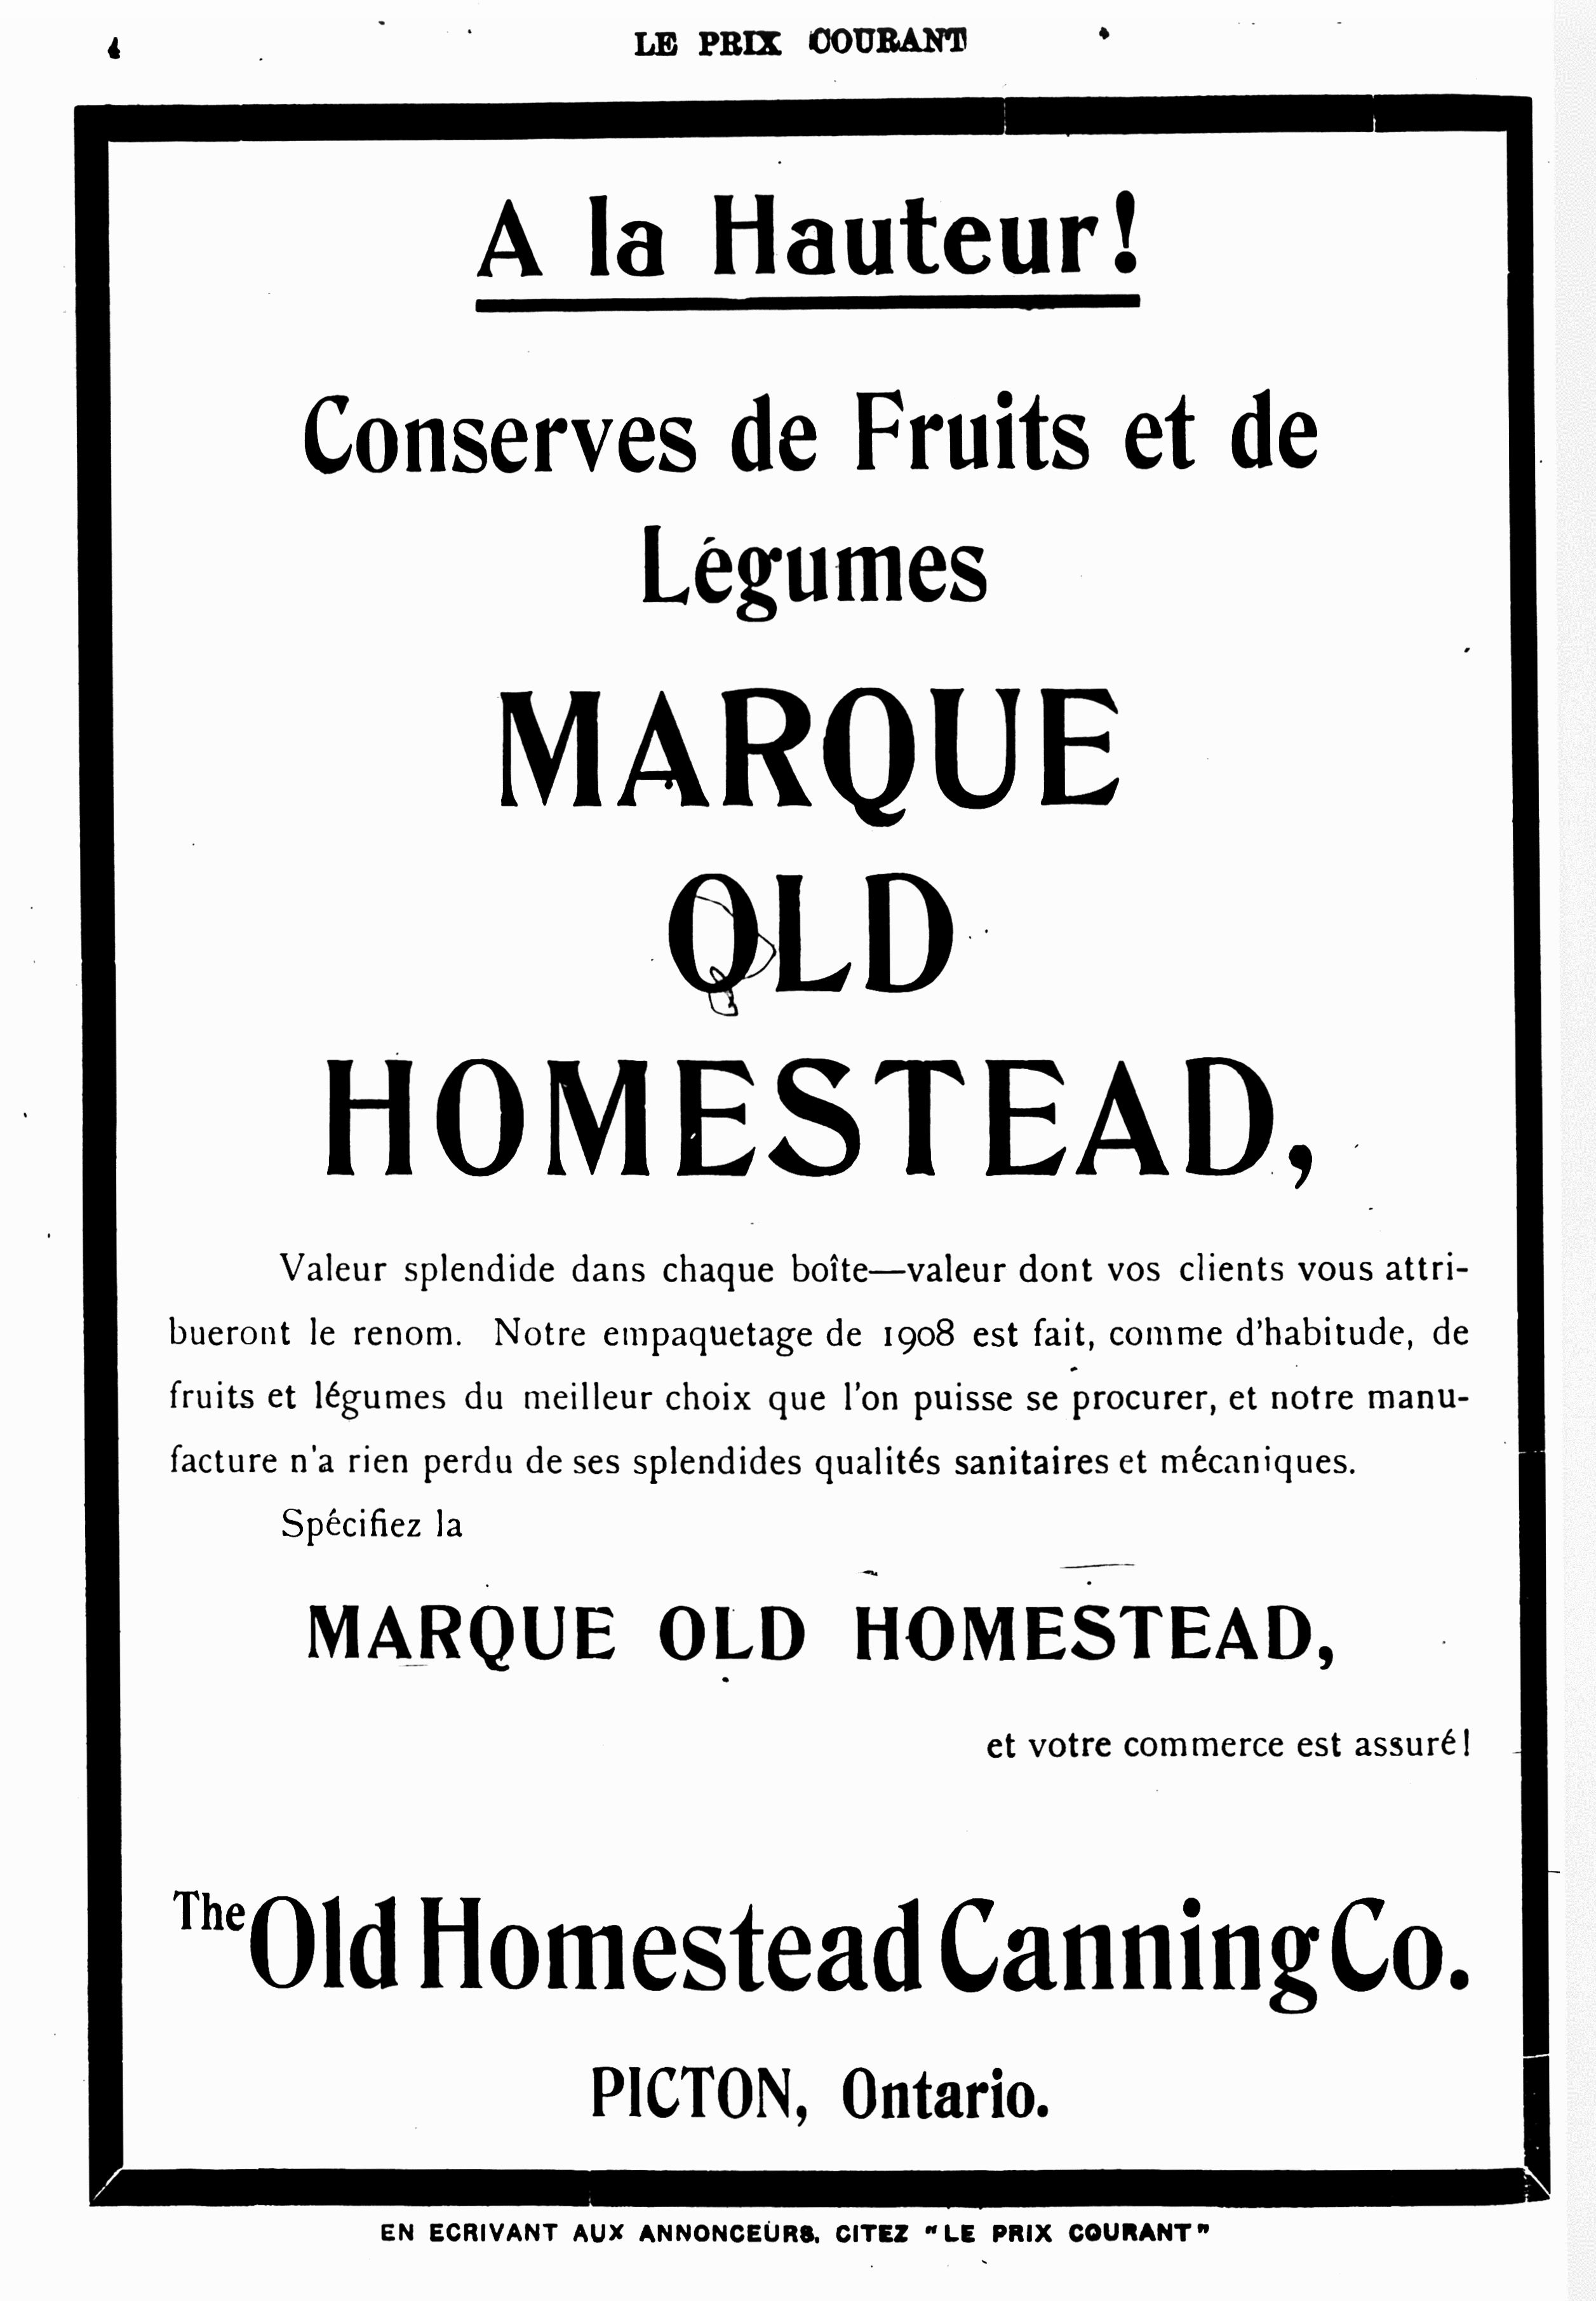 4
LE PRIX COURANT
A la Hauteur!
Conserves de Fruits et de
Légumes
MARQUE
OLD
HOMESTEAD,
Valeur splendide dans chaque boîte—valeur dont vos clients vous attri-
bueront le renom. Notre empaquetage de 1908 est fait, comme d'habitude, de
fruits et légumes du meilleur choix que l'on puisse se procurer, et notre manu-
facture n'a rien perdu de ses splendides qualités sanitaires et mécaniques.
Spécifiez la
MARQUE OLD HOMESTEAD,
et votre commerce est assuré!
The Old Homestead Canning Co.
PICTON, Ontario.
EN ECRIVANT AUX ANNONCEURS, CITEZ "LE PRIX COURANT"